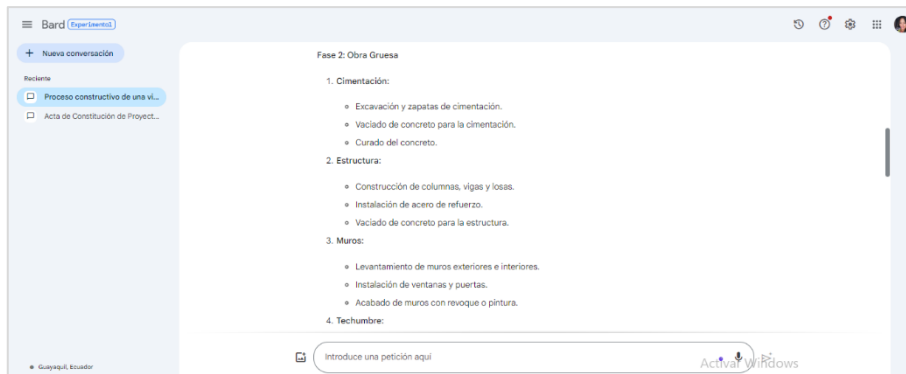 Bard Experimental
+ Nueva conversación
Reciente
Proceso constructivo de una vi...
Acta de Constitución de Proyect...
Guayaquil, Ecuador
Fase 2: Obra Gruesa
1. Cimentación:
Excavación y zapatas de cimentación.
Vaciado de concreto para la cimentación.
Curado del concreto.
2. Estructura:
Construcción de columnas, vigas y losas.
Instalación de acero de refuerzo.
Vaciado de concreto para la estructura.
3. Muros:
Levantamiento de muros exteriores e interiores.
Instalación de ventanas y puertas.
Acabado de muros con revoque o pintura.
4. Techumbre:
Introduce una petición aquí
Activar Windows